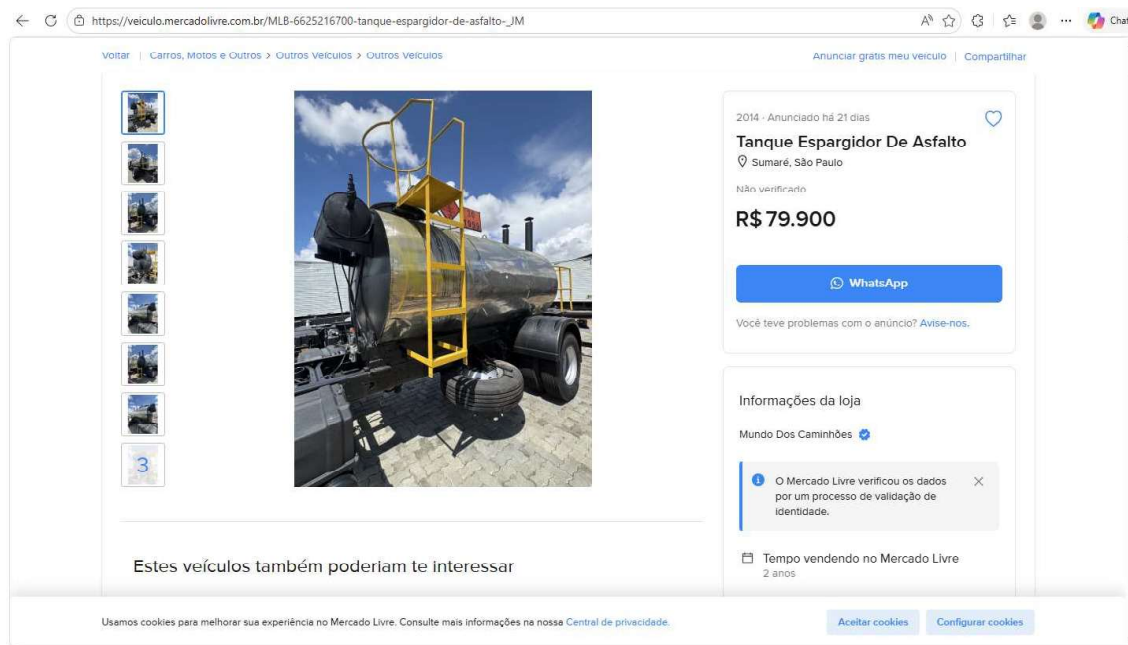 https://veiculo.mercadolivre.com.br/MLB-6625216700-tanque-espargidor-de-asfalto-_JM
Chat
Voltar | Carros, Motos e Outros > Outros Veículos > Outros Veículos
Anunciar grátis meu veículo | Compartilhar
2014 · Anunciado há 21 dias
Tanque Espargidor De Asfalto
Sumaré, São Paulo
Não verificado
R$ 79.900
WhatsApp
Você teve problemas com o anúncio? Avise-nos.
Informações da loja
Mundo Dos Caminhões
O Mercado Livre verificou os dados
por um processo de validação de
identidade.
3
Estes veículos também poderiam te interessar
Tempo vendendo no Mercado Livre
2 anos
Usamos cookies para melhorar sua experiência no Mercado Livre. Consulte mais informações na nossa Central de privacidade.
Aceitar cookies
Configurar cookies